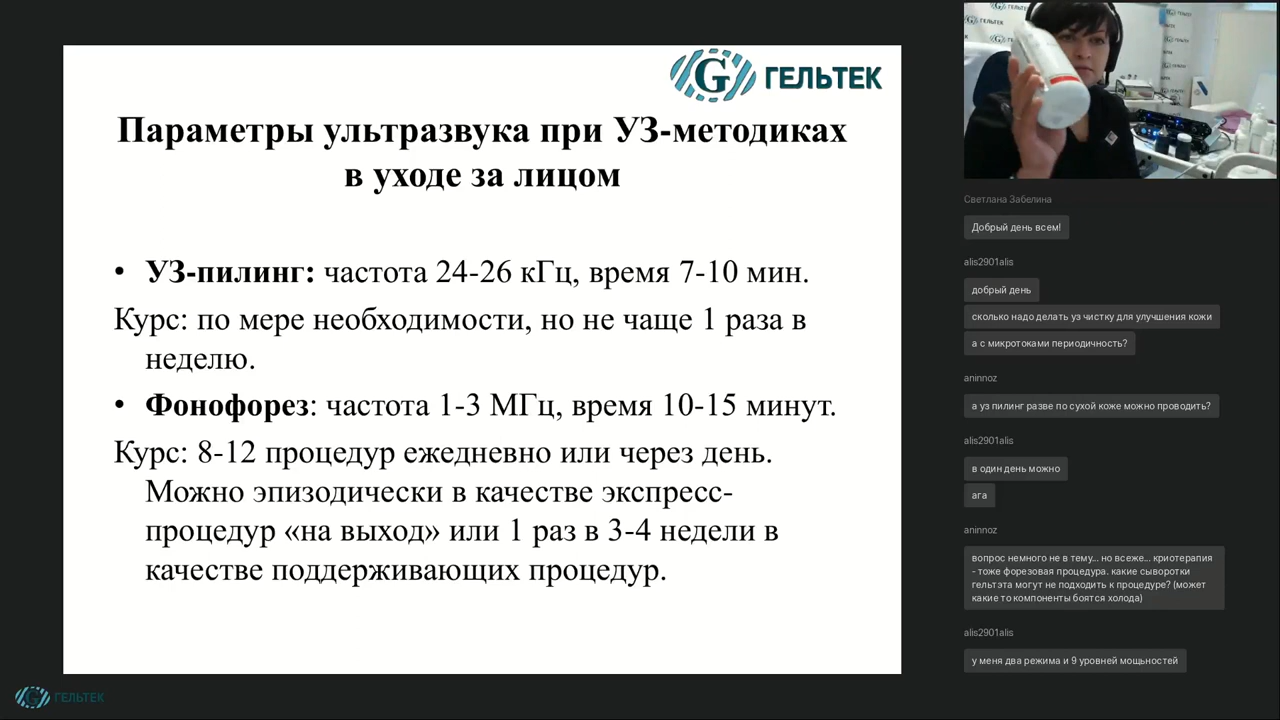 ГЕЛЬТЕК
Параметры ультразвука при УЗ-методиках
в уходе за лицом
• УЗ-пилинг: частота 24-26 кГц, время 7-10 мин.
Курс: по мере необходимости, но не чаще 1 раза в
неделю.
• Фонофорез: частота 1-3 МГц, время 10-15 минут.
Курс: 8-12 процедур ежедневно или через день.
Можно эпизодически в качестве экспресс-
процедур «на выход» или 1 раз в 3-4 недели в
качестве поддерживающих процедур.
ГЕЛЬТЕК
Светлана Забелина
Добрый день всем!
alis2901alis
добрый день
сколько надо делать уз чистку для улучшения кожи
а с микротоками периодичность?
aninnoz
а уз пилинг разве по сухой коже можно проводить?
alis2901alis
в один день можно
ага
aninnoz
вопрос немного не в тему... но всеже... криотерапия
- тоже форезовая процедура. какие сыворотки
гельтэка могут не подходить к процедуре? (может
какие то компоненты боятся холода)
alis2901alis
у меня два режима и 9 уровней мощьностей